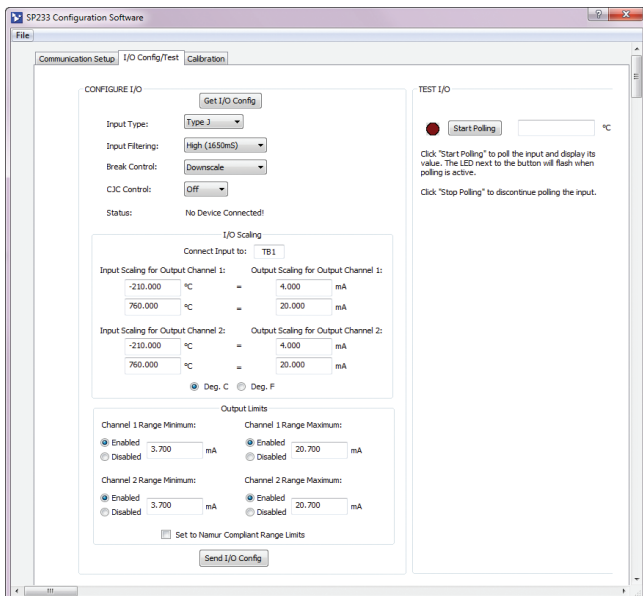 SP233 Configuration Software
File
Communication Setup I/O Config/Test Calibration
CONFIGURE I/O
Get I/O Config
Input Type: Type J
Input Filtering: High (1650mS)
Break Control: Downscale
CJC Control: Off
Status: No Device Connected!
I/O Scaling
Connect Input to: TB1
Input Scaling for Output Channel 1: Output Scaling for Output Channel 1:
-210.000 °C = 4.000 mA
760.000 °C = 20.000 mA
Input Scaling for Output Channel 2: Output Scaling for Output Channel 2:
-210.000 °C = 4.000 mA
760.000 °C = 20.000 mA
Deg. C Deg. F
Output Limits
Channel 1 Range Minimum: Channel 1 Range Maximum:
Enabled 3.700 mA Enabled 20.700 mA
Disabled Disabled
Channel 2 Range Minimum: Channel 2 Range Maximum:
Enabled 3.700 mA Enabled 20.700 mA
Disabled Disabled
Set to Namur Compliant Range Limits
Send I/O Config
TEST I/O
Start Polling °C
Click "Start Polling" to poll the input and display its
value. The LED next to the button will flash when
polling is active.
Click "Stop Polling" to discontinue polling the input.